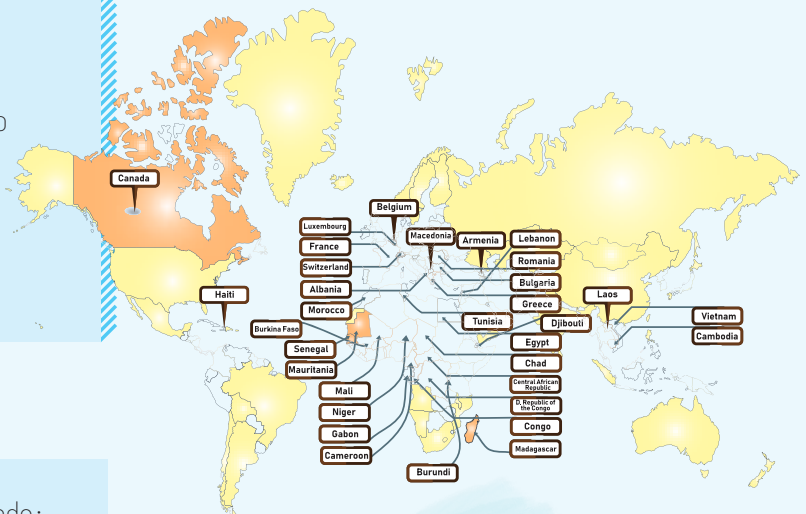 Canada
Belgium
Luxembourg
Macedonia
Armenia
Lebanon
France
Romania
Switzerland
Bulgaria
Albania
Haiti
Laos
Greece
Morocco
Vietnam
Tunisia
Djibouti
Burkina Faso
Cambodia
Egypt
Senegal
Chad
Mauritania
Central African
Republic
Mali
D. Republic of
the Congo
Niger
Congo
Gabon
Madagascar
Cameroon
Burundi